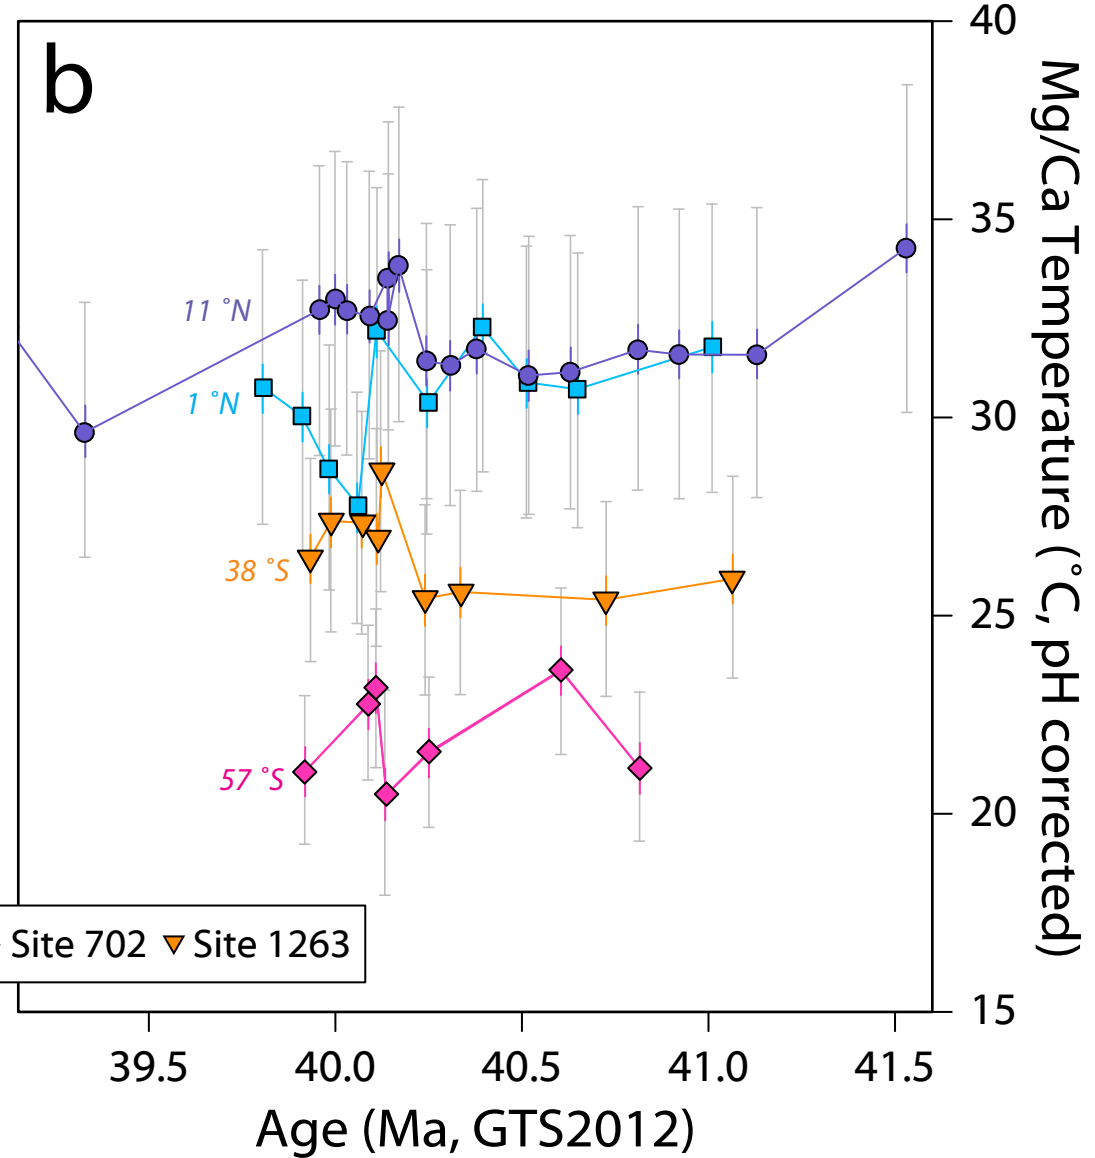 b
40
35
30
25
20
15
Mg/Ca Temperature (˚C, pH corrected)
11 ˚N
1 ˚N
38 ˚S
57 ˚S
Site 702 Site 1263
39.5 40.0 40.5 41.0 41.5
Age (Ma, GTS2012)